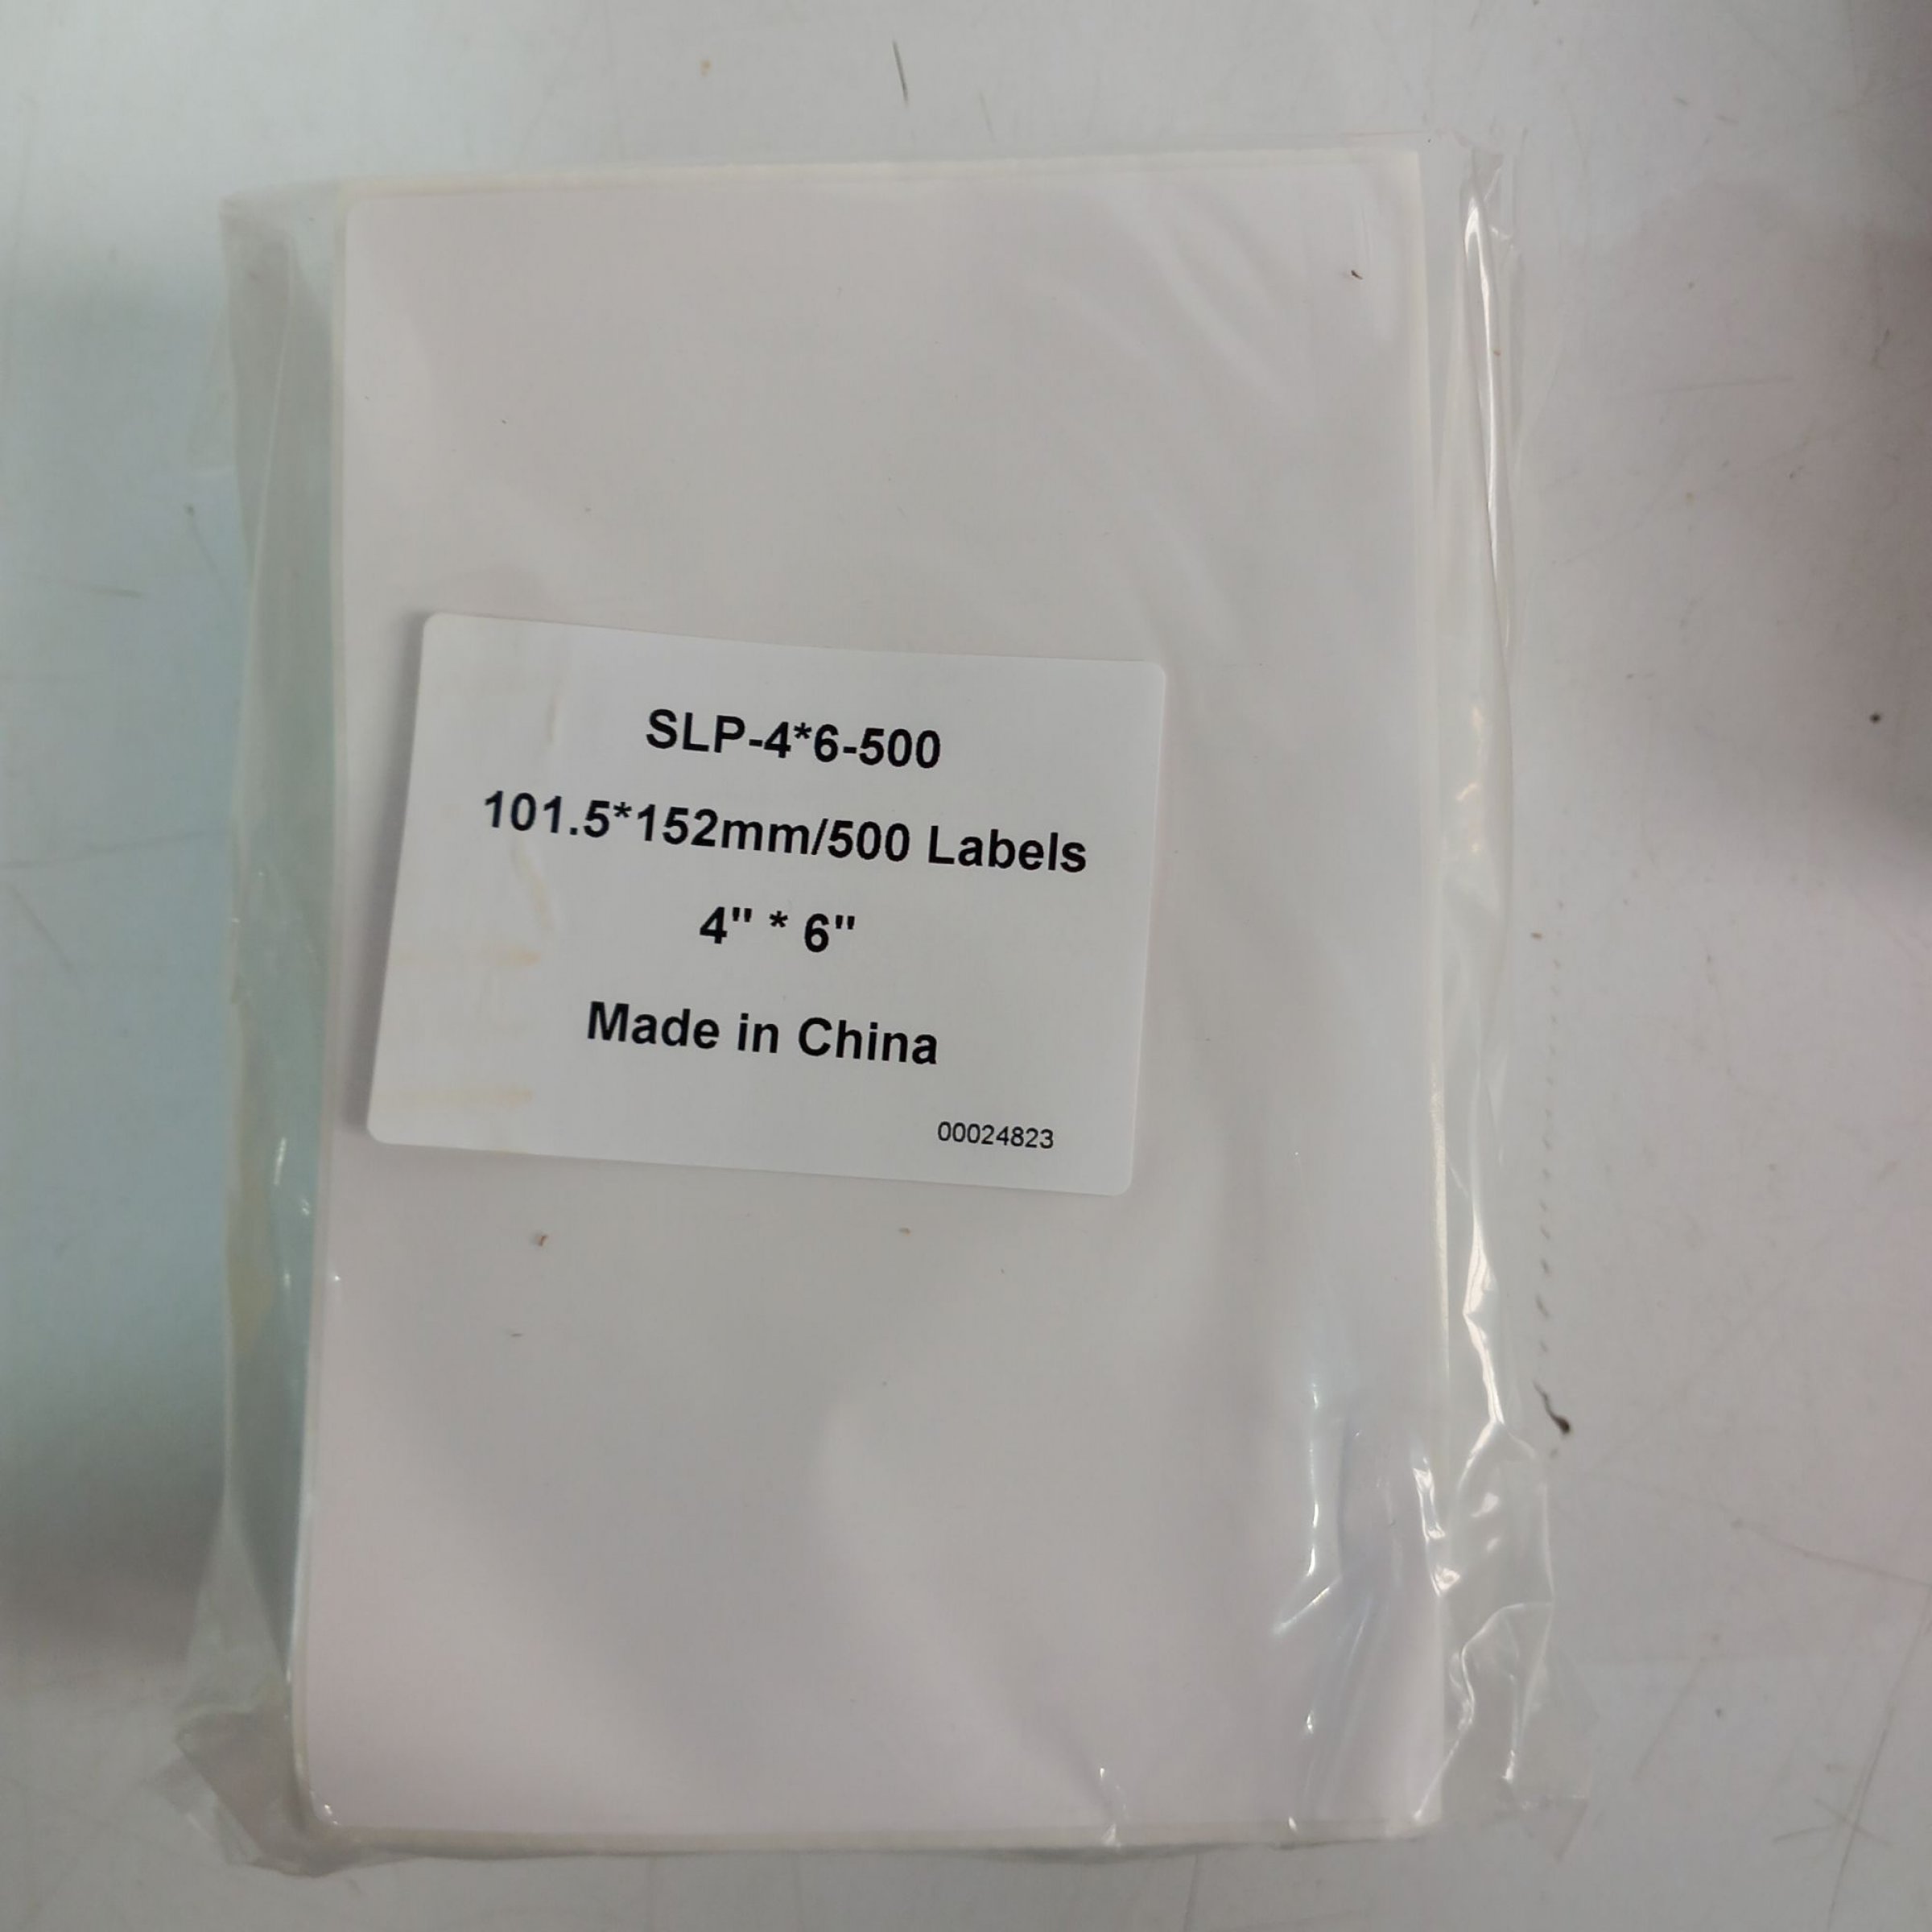 SLP-4*6-500
101.5*152mm/500 Labels
4" * 6"
Made in China
00024823